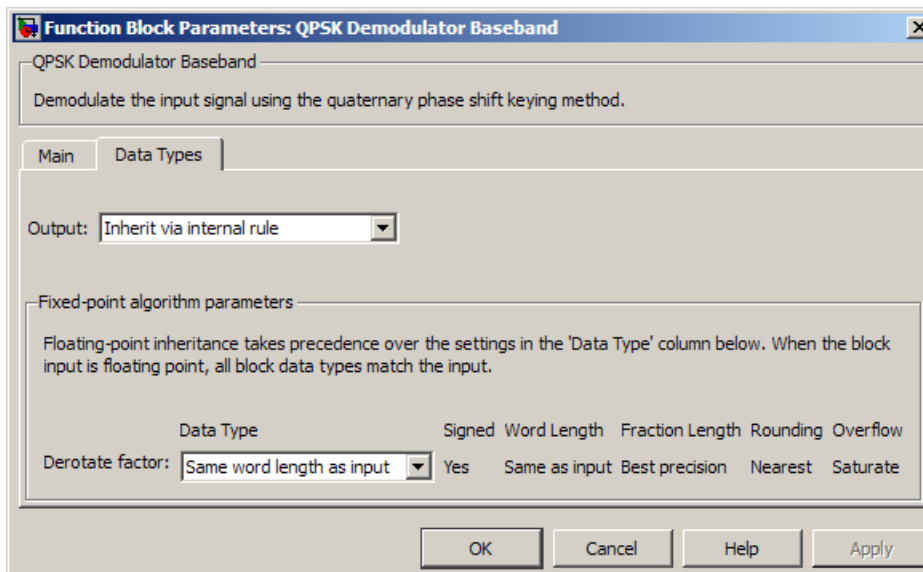 Function Block Parameters: QPSK Demodulator Baseband
QPSK Demodulator Baseband
Demodulate the input signal using the quaternary phase shift keying method.
Main Data Types
Output: Inherit via internal rule
Fixed-point algorithm parameters
Floating-point inheritance takes precedence over the settings in the 'Data Type' column below. When the block
input is floating point, all block data types match the input.
Data Type Signed Word Length Fraction Length Rounding Overflow
Derotate factor: Same word length as input Yes Same as input Best precision Nearest Saturate
OK Cancel Help Apply